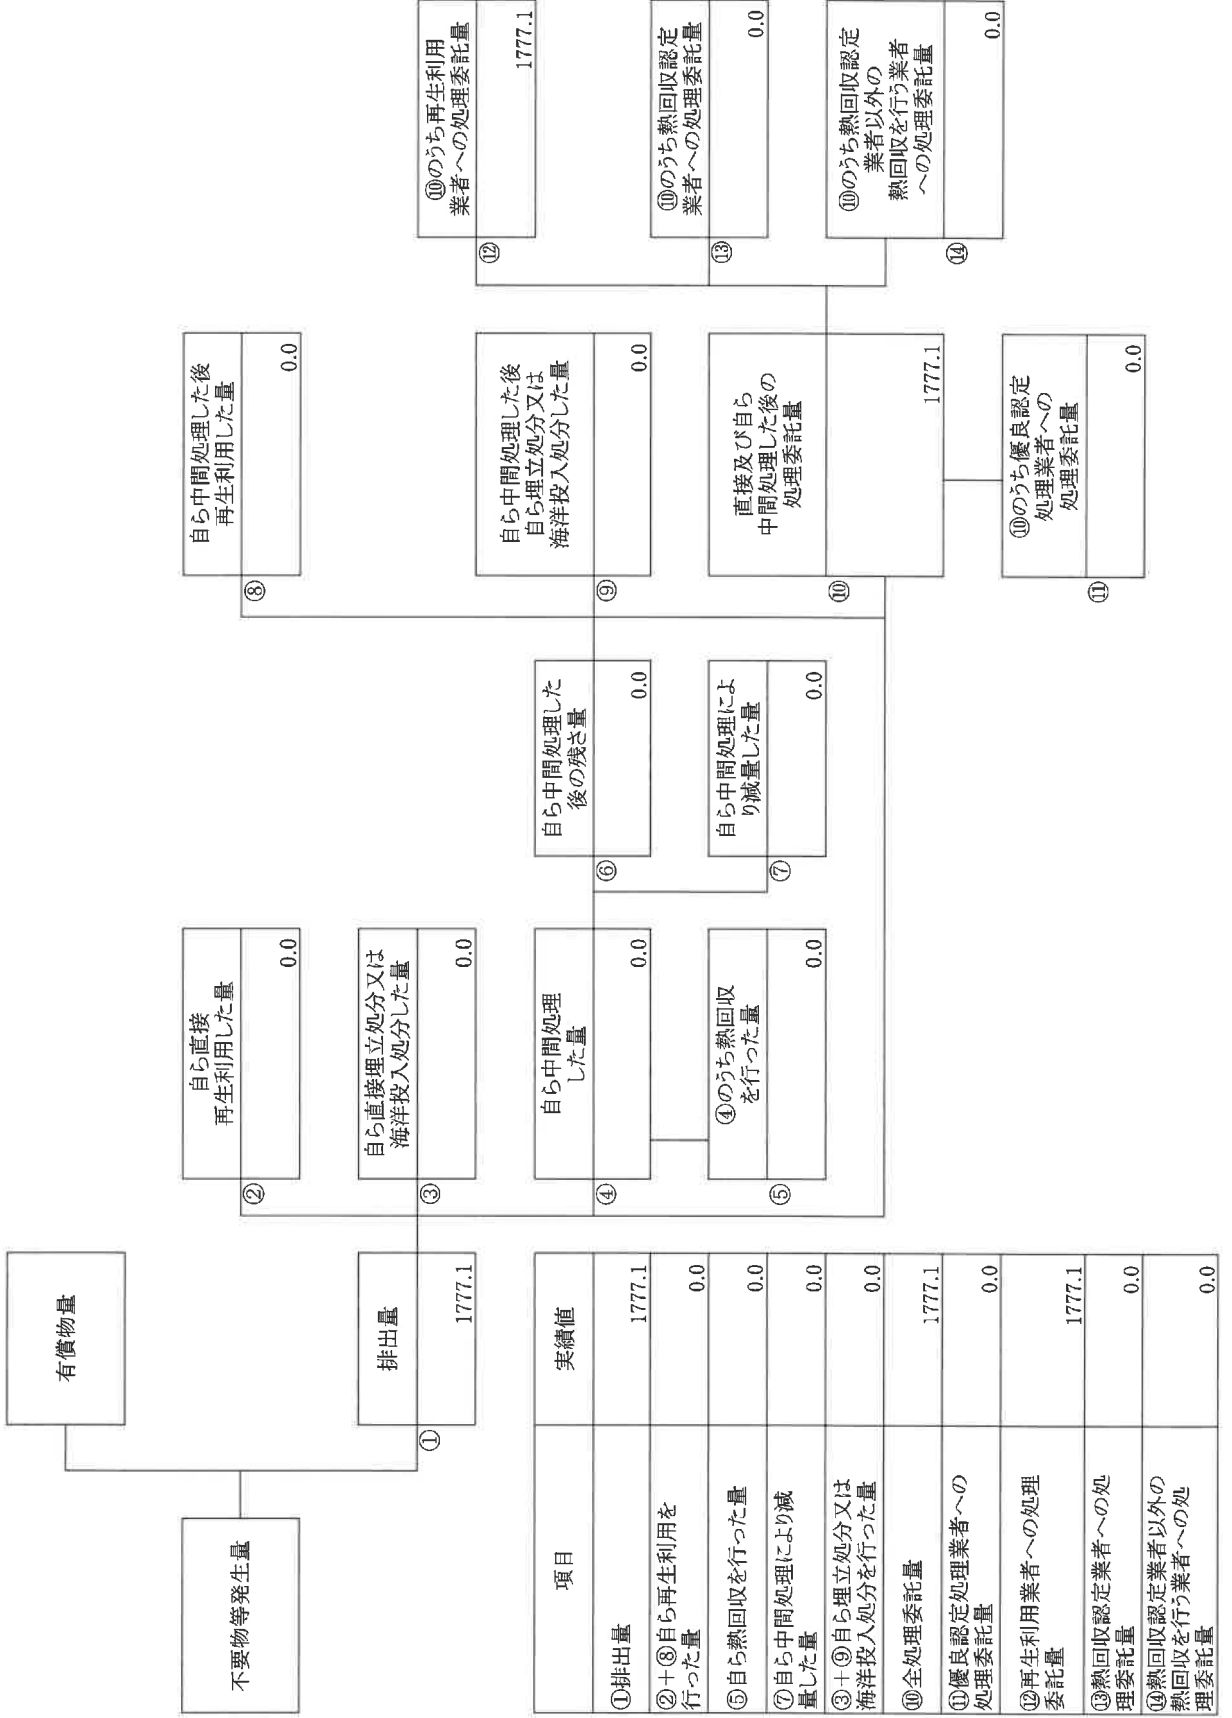 不要物等発生量
有償物量
①
排出量
1777.1
②
自ら直接
再生利用した量
0.0
③
自ら直接埋立処分又は
海洋投入処分した量
0.0
④
自ら中間処理
した量
0.0
⑤
④のうち熱回収
を行った量
0.0
⑥
自ら中間処理した
後の残さ量
0.0
⑦
自ら中間処理によ
り減量した量
0.0
⑧
自ら中間処理した後
再生利用した量
0.0
⑨
自ら中間処理した後
自ら埋立処分又は
海洋投入処分した量
0.0
⑩
直接及び自ら
中間処理した後の
処理委託量
1777.1
⑪
⑩のうち優良認定
処理業者への
処理委託量
0.0
⑫
⑩のうち再生利用
業者への処理委託量
1777.1
⑬
⑩のうち熱回収認定
業者への処理委託量
0.0
⑭
⑩のうち熱回収認定
業者以外の
熱回収を行う業者
への処理委託量
0.0
項目 実績値
①排出量 1777.1
②+⑧自ら再生利用を
行った量 0.0
⑤自ら熱回収を行った量 0.0
⑦自ら中間処理により減
量した量 0.0
③+⑨自ら埋立処分又は
海洋投入処分を行った量 0.0
⑩全処理委託量 1777.1
⑪優良認定処理業者への
処理委託量 0.0
⑫再生利用業者への処理
委託量 1777.1
⑬熱回収認定業者への処
理委託量 0.0
⑭熱回収認定業者以外の
熱回収を行う業者への処
理委託量 0.0